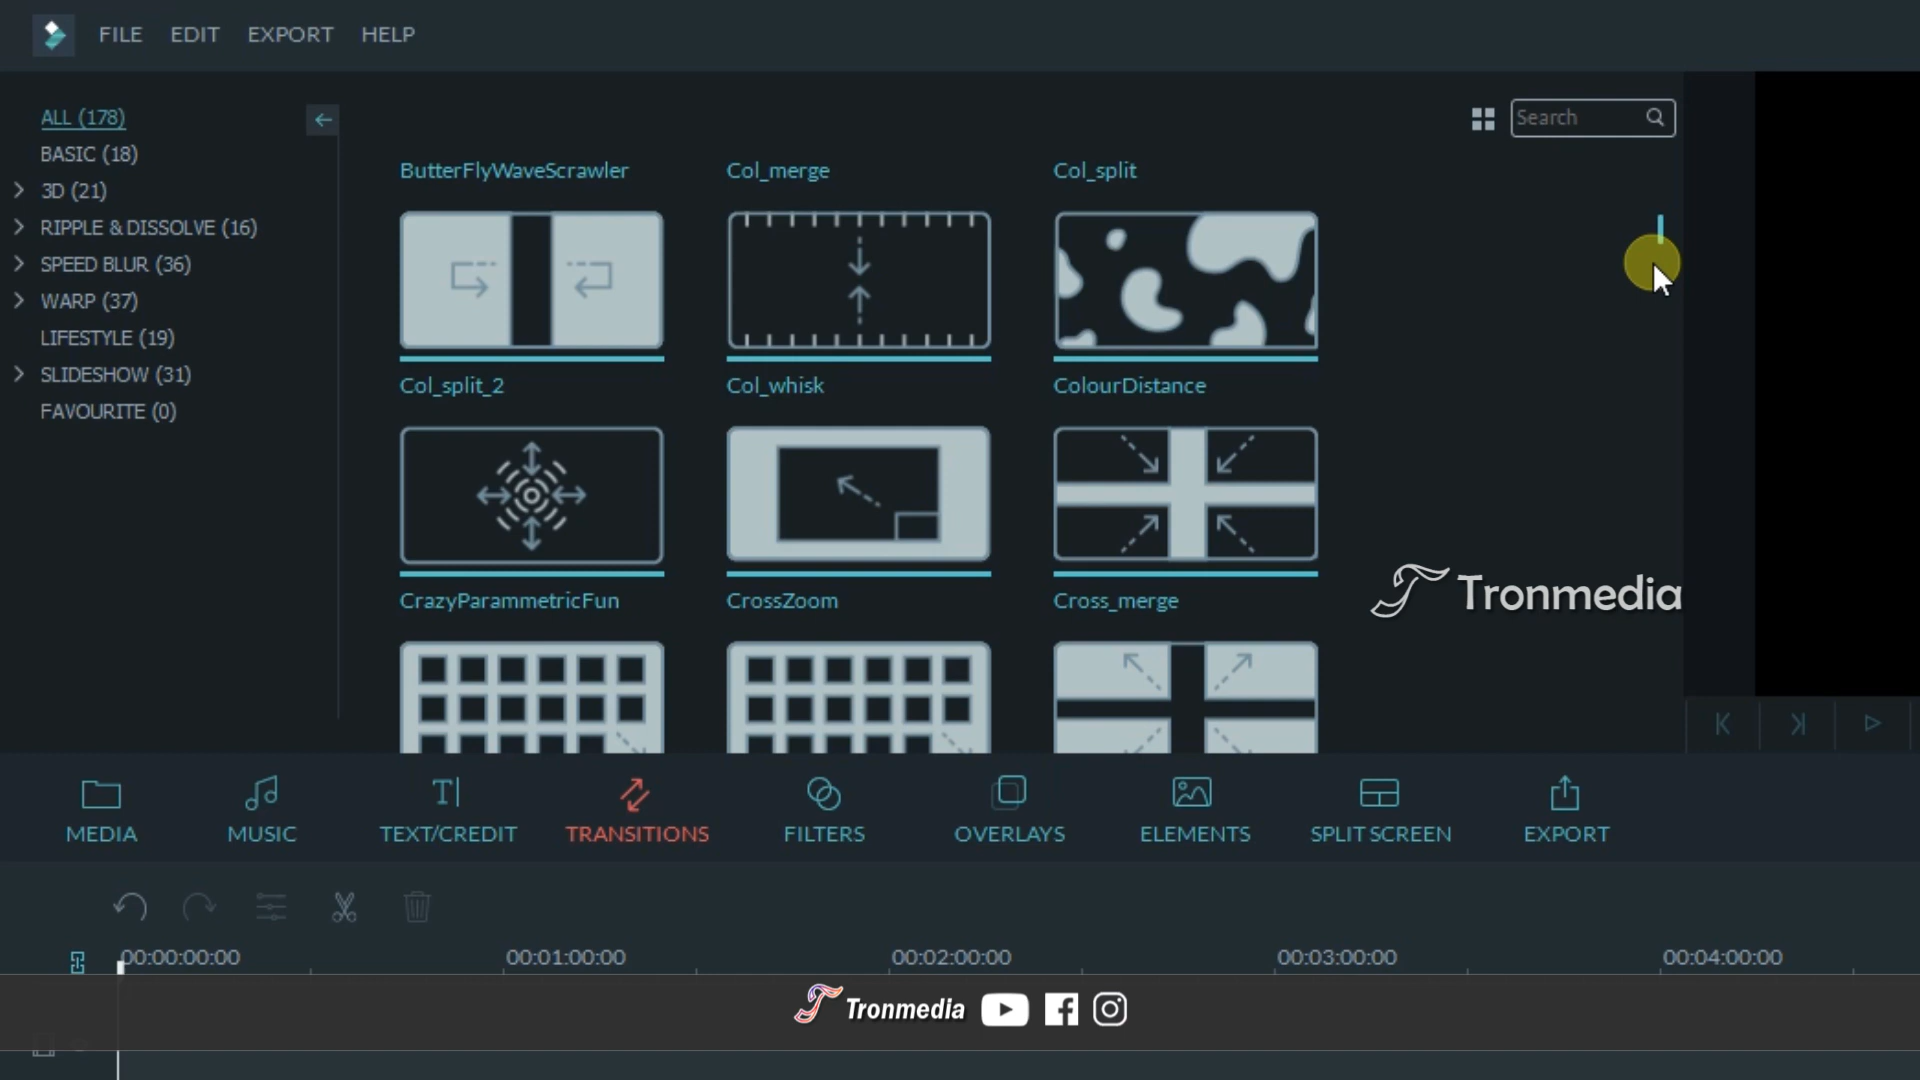 FILE EDIT EXPORT HELP
ALL (178)
BASIC (18)
3D (21)
RIPPLE & DISSOLVE (16)
SPEED BLUR (36)
WARP (37)
LIFESTYLE (19)
SLIDESHOW (31)
FAVOURITE (0)
Search
ButterFlyWaveScrawler Col_merge Col_split
Col_split_2 Col_whisk ColourDistance
CrazyParammetricFun CrossZoom Cross_merge
Tronmedia
MEDIA MUSIC TEXT/CREDIT TRANSITIONS FILTERS OVERLAYS ELEMENTS SPLIT SCREEN EXPORT
00:00:00:00 00:01:00:00 00:02:00:00 00:03:00:00 00:04:00:00
Tronmedia